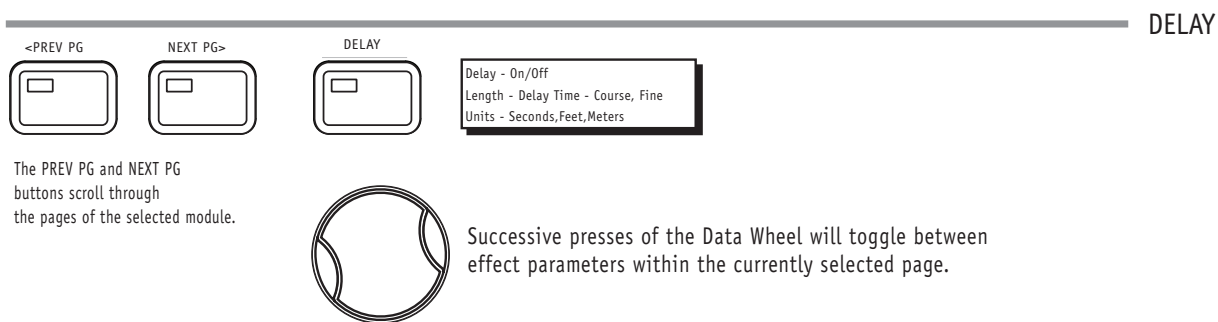 DELAY
<PREV PG
NEXT PG>
DELAY
Delay - On/Off
Length - Delay Time - Course, Fine
Units - Seconds,Feet,Meters
The PREV PG and NEXT PG
buttons scroll through
the pages of the selected module.
Successive presses of the Data Wheel will toggle between
effect parameters within the currently selected page.